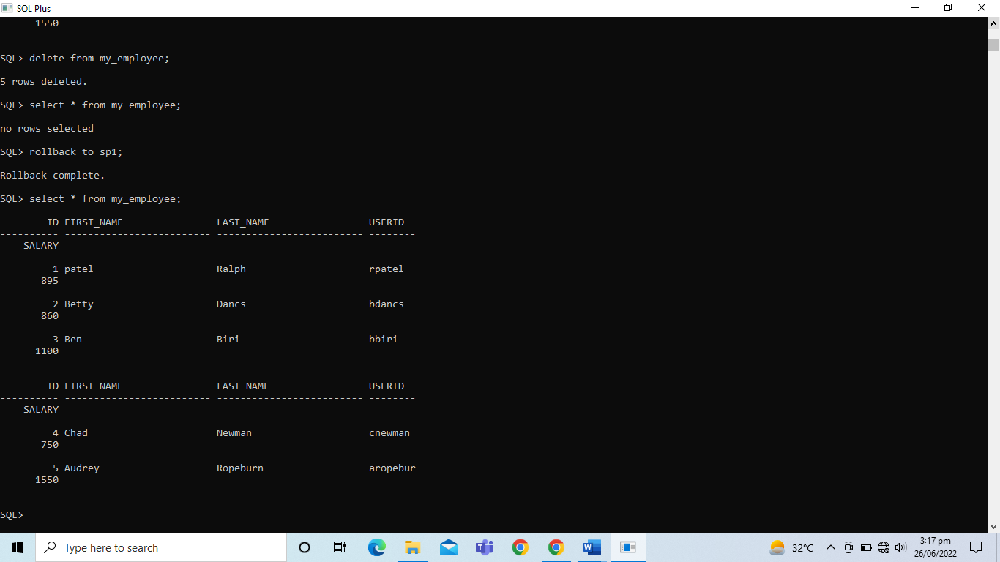 SQL Plus
1550
SQL> delete from my_employee;
5 rows deleted.
SQL> select * from my_employee;
no rows selected
SQL> rollback to sp1;
Rollback complete.
SQL> select * from my_employee;
ID FIRST_NAME LAST_NAME USERID
---------- ------------------------- ------------------------- --------
SALARY
----------
1 patel Ralph rpatel
895
2 Betty Dancs bdancs
860
3 Ben Biri bbiri
1100
ID FIRST_NAME LAST_NAME USERID
---------- ------------------------- ------------------------- --------
SALARY
----------
4 Chad Newman cnewman
750
5 Audrey Ropeburn aropebur
1550
SQL>
Type here to search
32°C
3:17 pm
26/06/2022